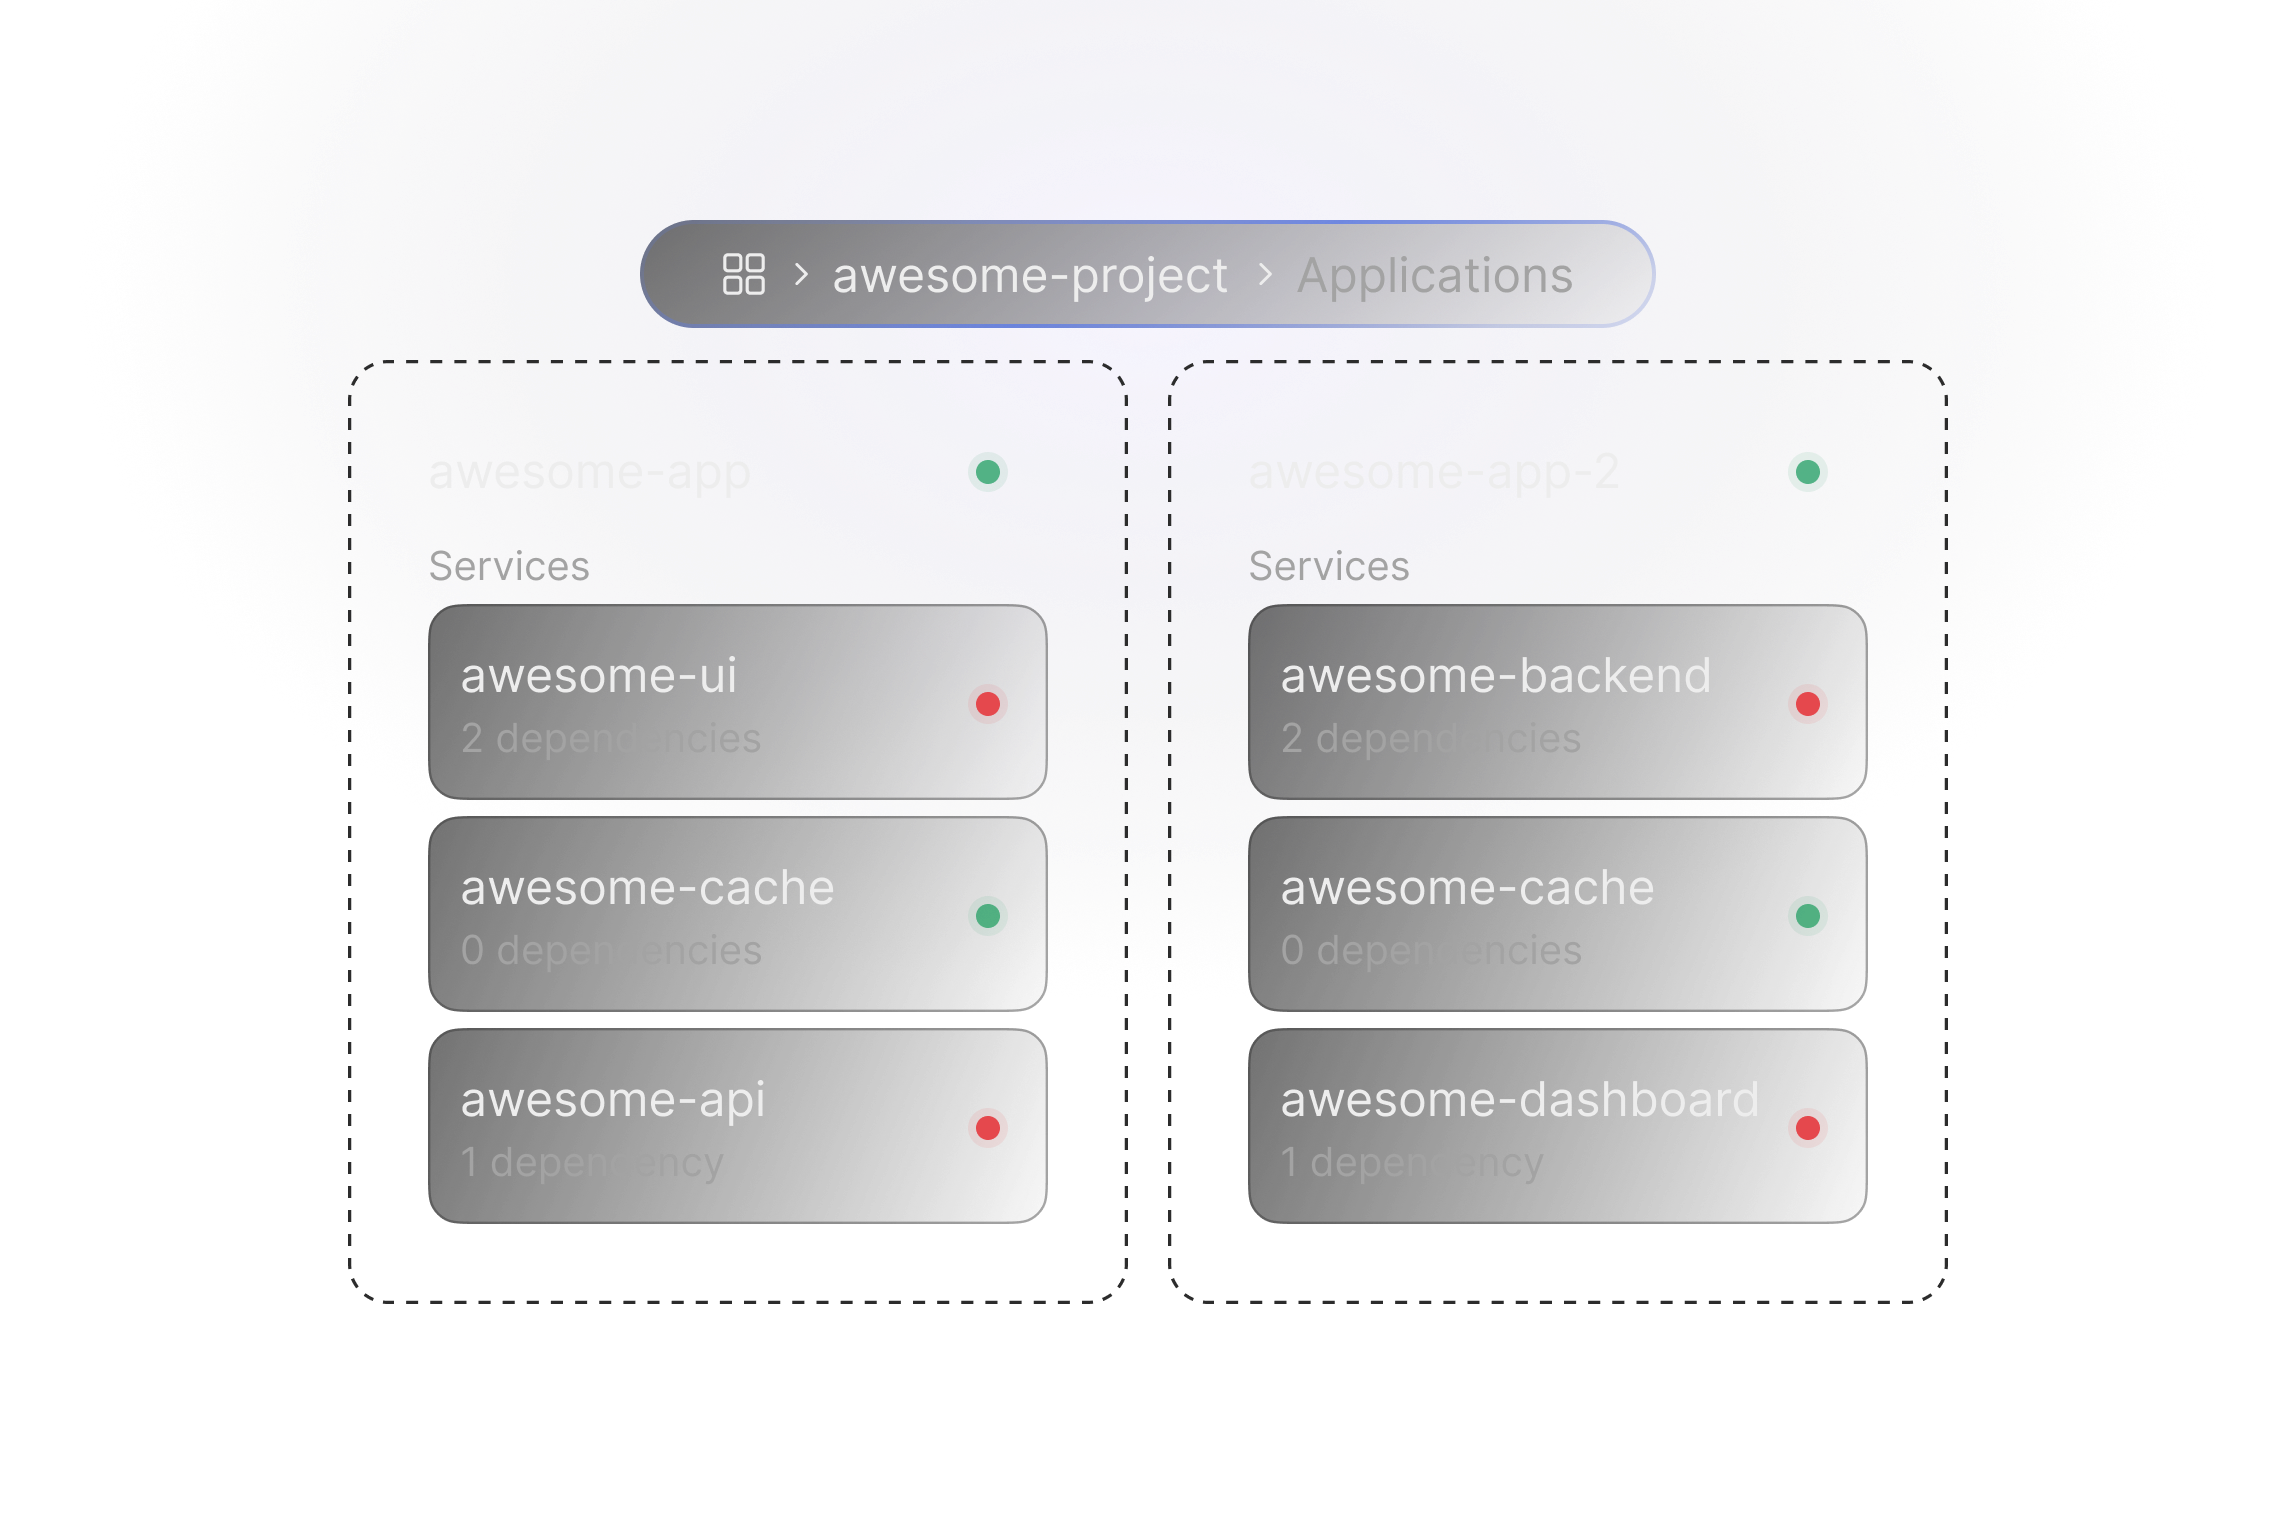 awesome-project > Applications
awesome-app
Services
awesome-ui
2 dependencies
awesome-cache
0 dependencies
awesome-api
1 dependency
awesome-app-2
Services
awesome-backend
2 dependencies
awesome-cache
0 dependencies
awesome-dashboard
1 dependency